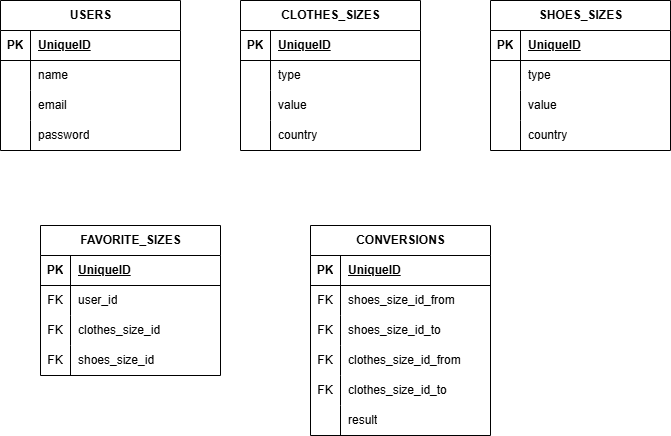 USERS
PK UniqueID
name
email
password
CLOTHES_SIZES
PK UniqueID
type
value
country
SHOES_SIZES
PK UniqueID
type
value
country
FAVORITE_SIZES
PK UniqueID
FK user_id
FK clothes_size_id
FK shoes_size_id
CONVERSIONS
PK UniqueID
FK shoes_size_id_from
FK shoes_size_id_to
FK clothes_size_id_from
FK clothes_size_id_to
result